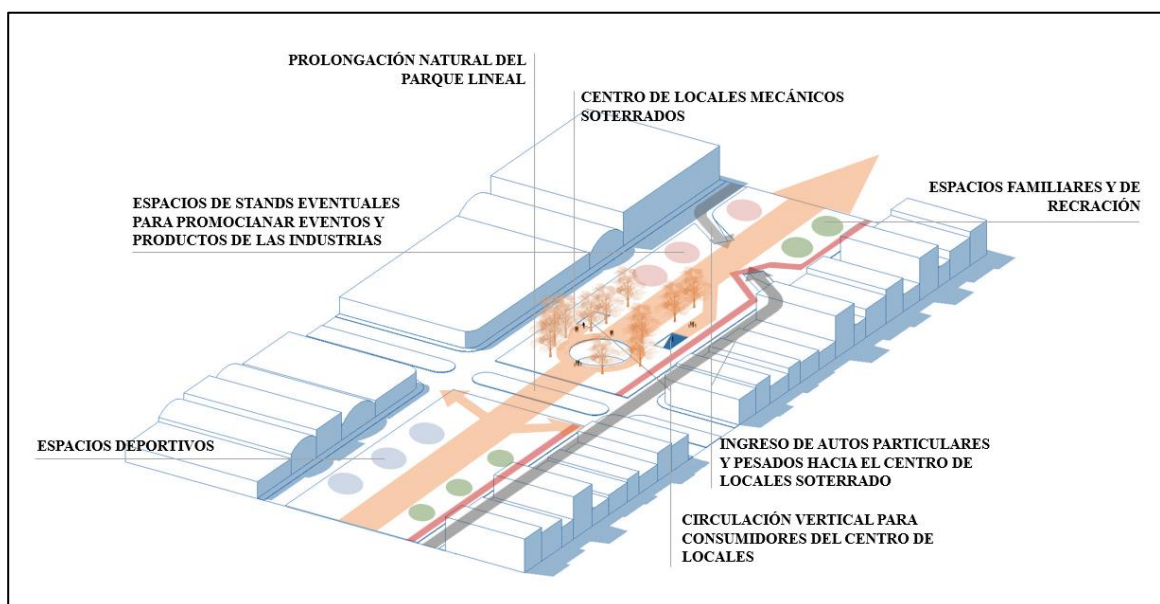 PROLONGACIÓN NATURAL DEL
PARQUE LINEAL
CENTRO DE LOCALES MECÁNICOS
SOTERRADOS
ESPACIOS DE STANDS EVENTUALES
PARA PROMOCIANAR EVENTOS Y
PRODUCTOS DE LAS INDUSTRIAS
ESPACIOS FAMILIARES Y DE
RECRACIÓN
ESPACIOS DEPORTIVOS
INGRESO DE AUTOS PARTICULARES
Y PESADOS HACIA EL CENTRO DE
LOCALES SOTERRADO
CIRCULACIÓN VERTICAL PARA
CONSUMIDORES DEL CENTRO DE
LOCALES